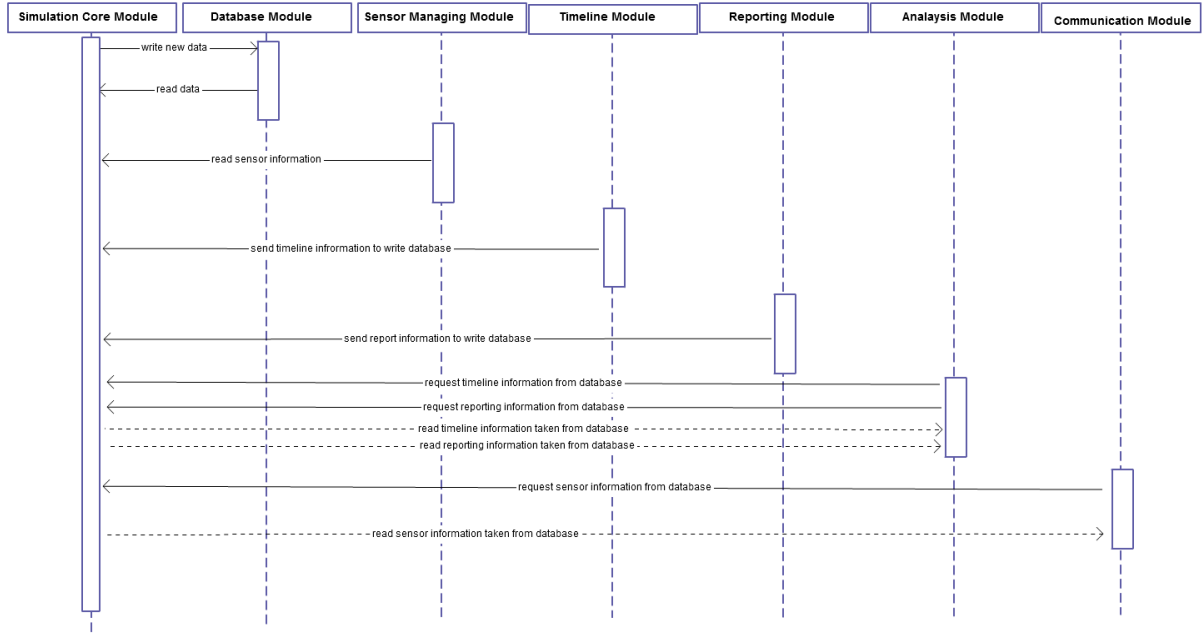 Simulation Core Module
Database Module
Sensor Managing Module
Timeline Module
Reporting Module
Analaysis Module
Communication Module
write new data
read data
read sensor information
send timeline infrormation to write database
send report information to write database
request timeline information from database
request reporting information from database
read timeline information taken from database
read reporting information taken from database
request sensor information from database
read sensor information taken from database